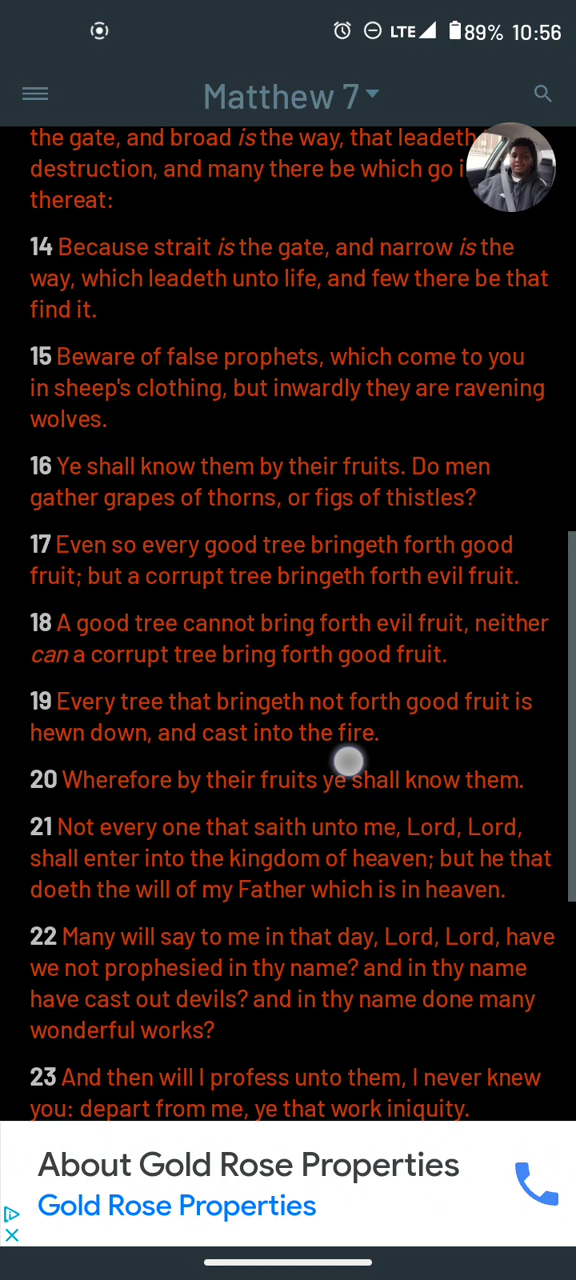 LTE 89% 10:56
Matthew 7
the gate, and broad is the way, that leadeth
destruction, and many there be which go i
thereat:
14 Because strait is the gate, and narrow is the
way, which leadeth unto life, and few there be that
find it.
15 Beware of false prophets, which come to you
in sheep's clothing, but inwardly they are ravening
wolves.
16 Ye shall know them by their fruits. Do men
gather grapes of thorns, or figs of thistles?
17 Even so every good tree bringeth forth good
fruit; but a corrupt tree bringeth forth evil fruit.
18 A good tree cannot bring forth evil fruit, neither
can a corrupt tree bring forth good fruit.
19 Every tree that bringeth not forth good fruit is
hewn down, and cast into the fire.
20 Wherefore by their fruits ye shall know them.
21 Not every one that saith unto me, Lord, Lord,
shall enter into the kingdom of heaven; but he that
doeth the will of my Father which is in heaven.
22 Many will say to me in that day, Lord, Lord, have
we not prophesied in thy name? and in thy name
have cast out devils? and in thy name done many
wonderful works?
23 And then will I profess unto them, I never knew
you: depart from me, ye that work iniquity.
About Gold Rose Properties
Gold Rose Properties